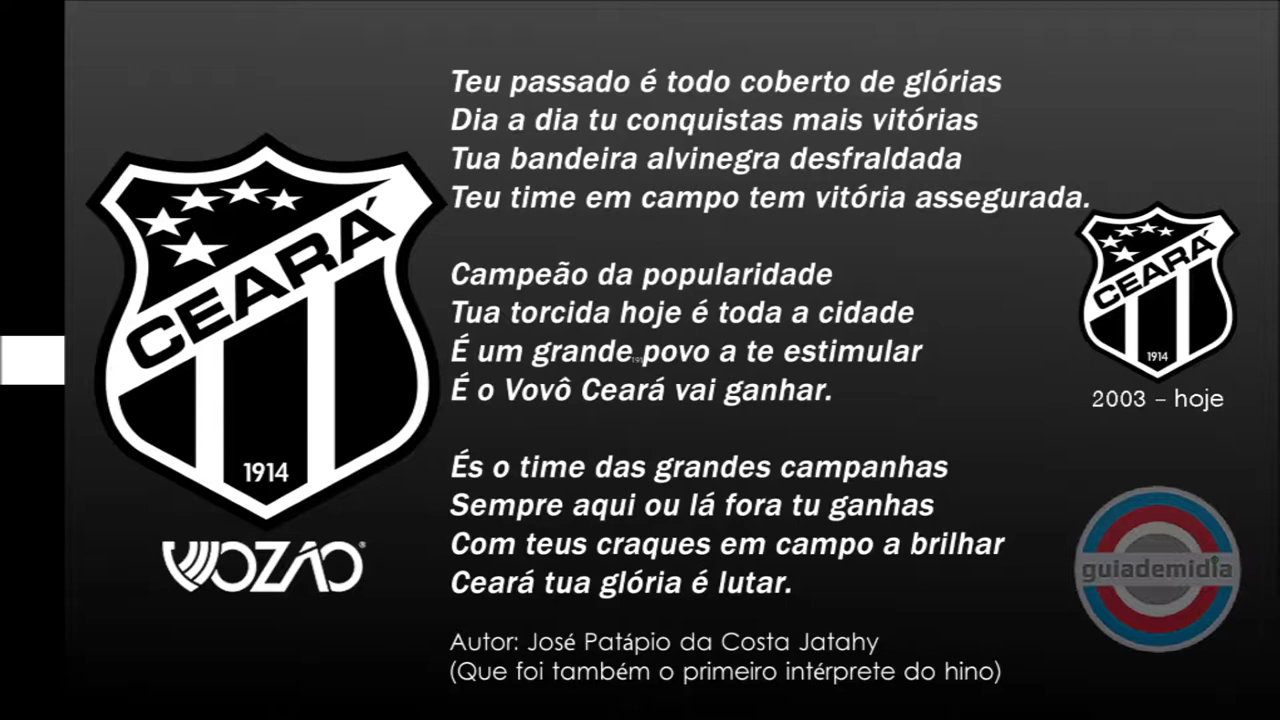 CEARÁ
1914
VOZÃO
Teu passado é todo coberto de glórias
Dia a dia tu conquistas mais vitórias
Tua bandeira alvinegra desfraldada
Teu time em campo tem vitória assegurada.
Campeão da popularidade
Tua torcida hoje é toda a cidade
É um grande povo a te estimular
É o Vovô Ceará vai ganhar.
És o time das grandes campanhas
Sempre aqui ou lá fora tu ganhas
Com teus craques em campo a brilhar
Ceará tua glória é lutar.
Autor: José Patápio da Costa Jatahy
(Que foi também o primeiro intérprete do hino)
CEARÁ
1914
2003 – hoje
guiademidia